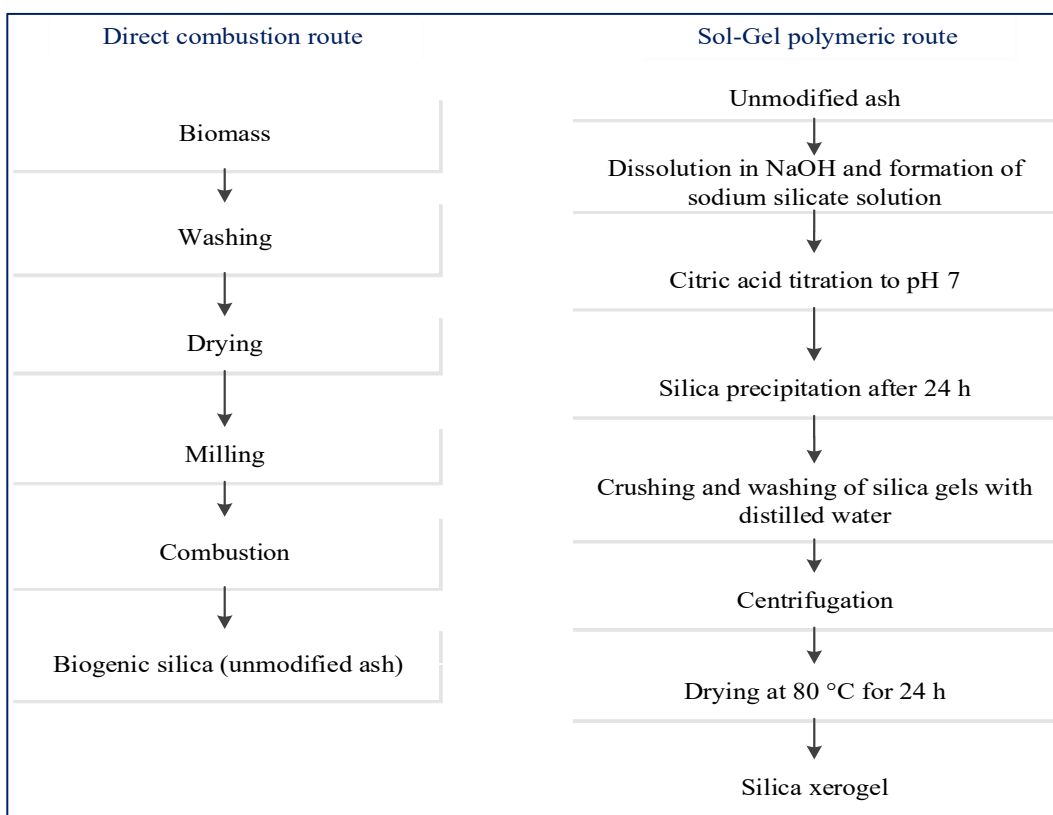 Direct combustion route
Biomass
Washing
Drying
Milling
Combustion
Biogenic silica (unmodified ash)
Sol-Gel polymeric route
Unmodified ash
Dissolution in NaOH and formation of
sodium silicate solution
Citric acid titration to pH 7
Silica precipitation after 24 h
Crushing and washing of silica gels with
distilled water
Centrifugation
Drying at 80 °C for 24 h
Silica xerogel